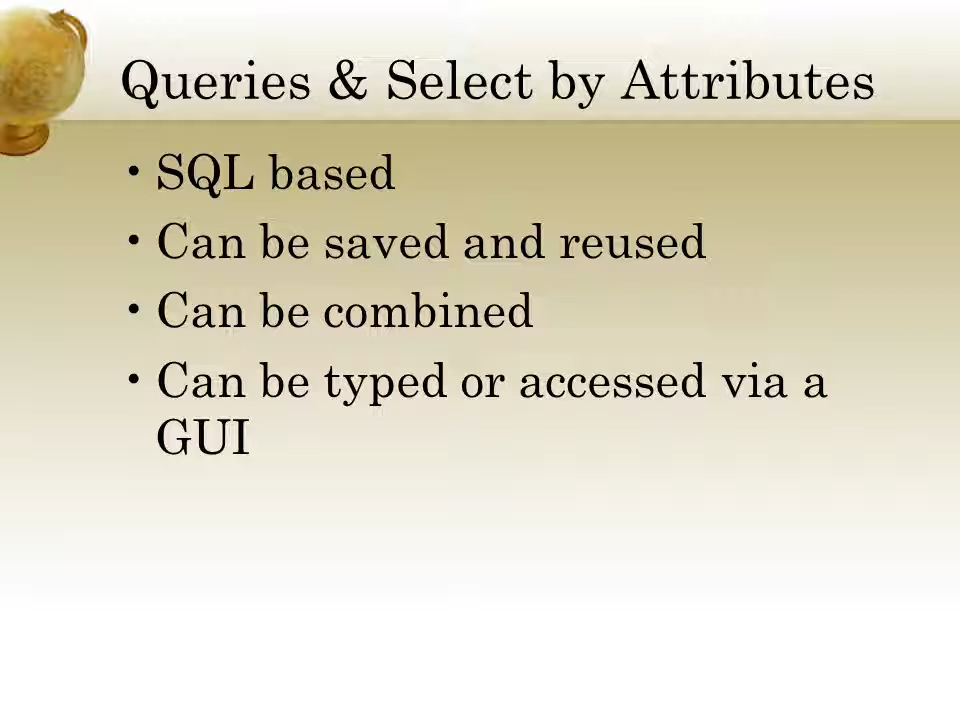 Queries & Select by Attributes
• SQL based
• Can be saved and reused
• Can be combined
• Can be typed or accessed via a
GUI